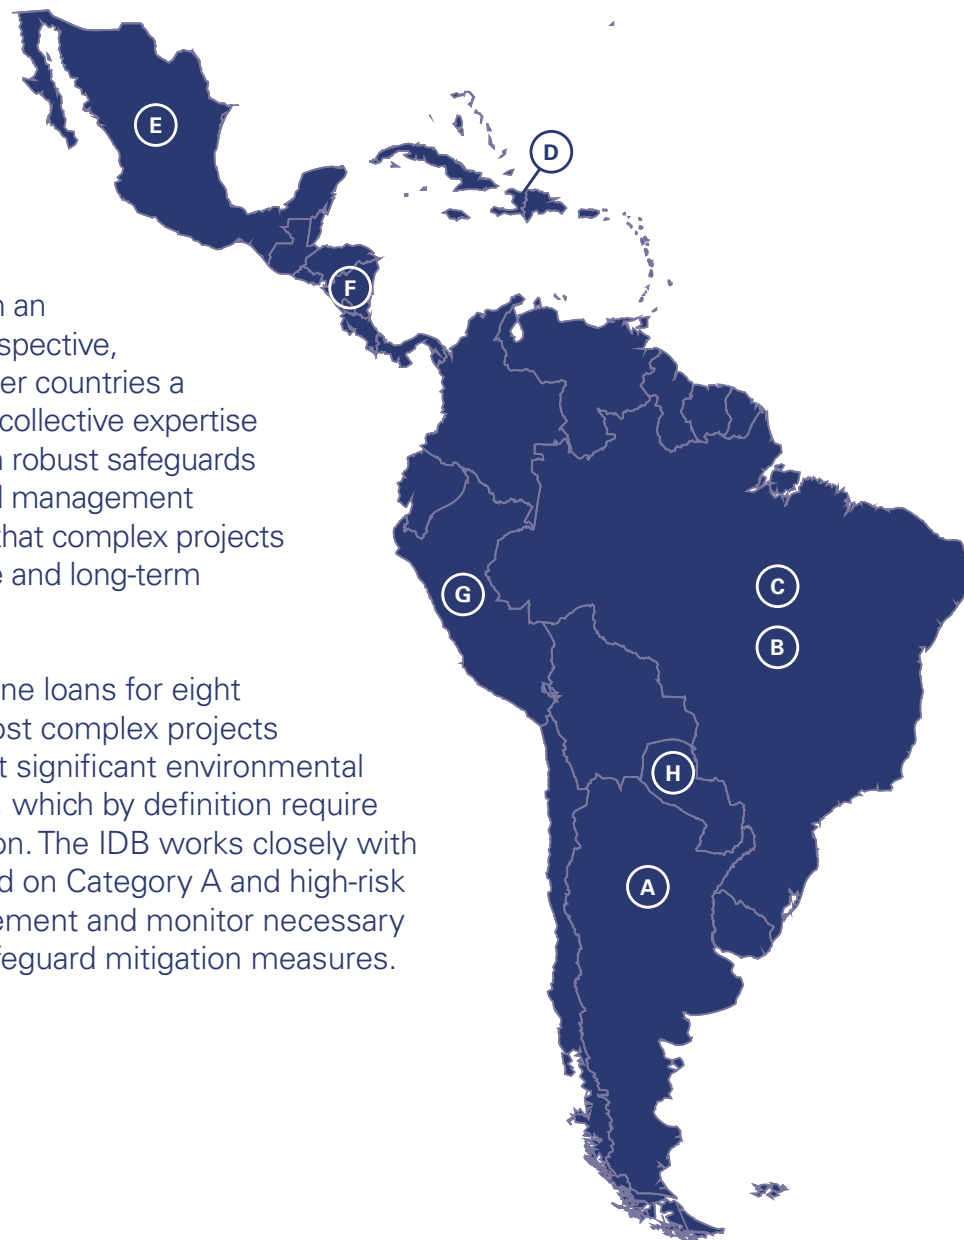 E
D
F
an
spective,
er countries a
collective expertise
robust safeguards
management
that complex projects
and long-term
G
C
B
ne loans for eight
ost complex projects
t significant environmental
, which by definition require
on. The IDB works closely with
H
d on Category A and high-risk
A
ement and monitor necessary
feguard mitigation measures.